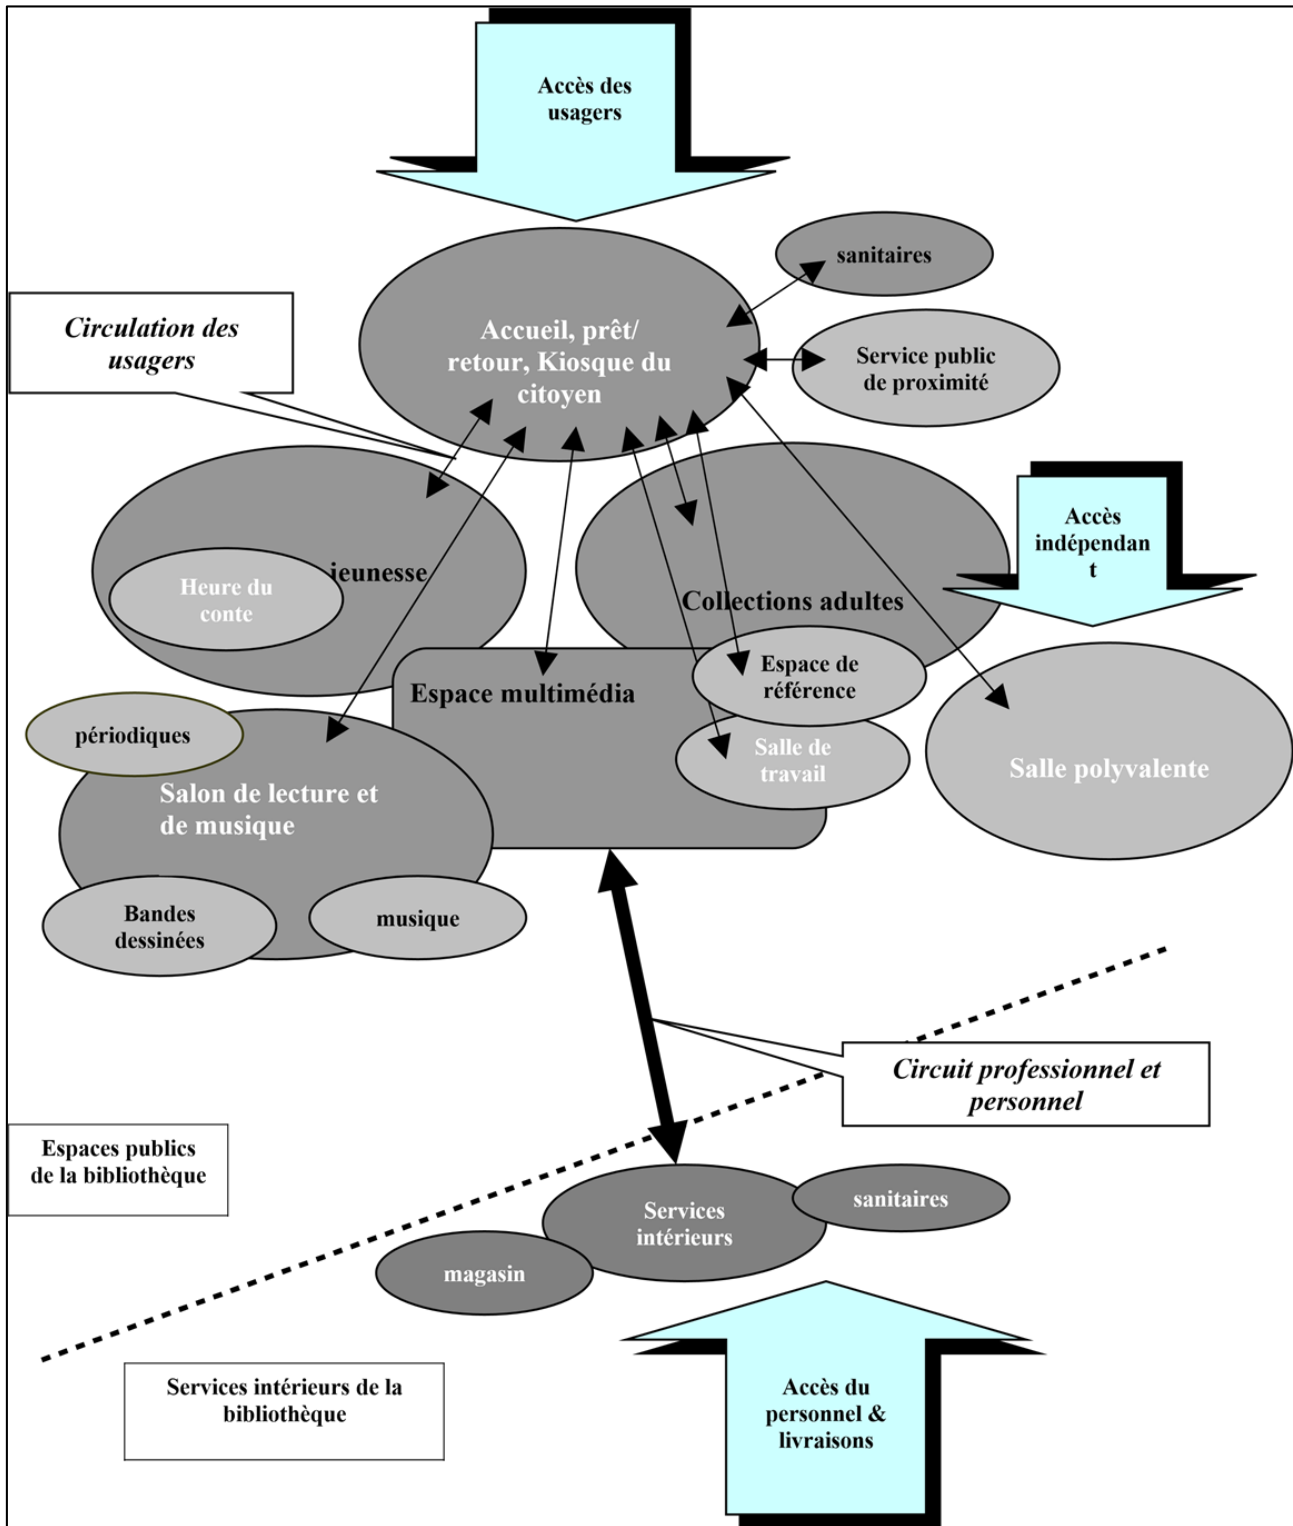 Accès des
usagers
sanitaires
Circulation des
usagers
Accueil, prêt/
retour, Kiosque du
citoyen
Service public
de proximité
Accès
indépendan
t
jeunesse
Heure du
conte
Collections adultes
Espace de
référence
Espace multimédia
périodiques
Salle de
travail
Salle polyvalente
Salon de lecture et
de musique
Bandes
dessinées
musique
Circuit professionnel et
personnel
Espaces publics
de la bibliothèque
Services
intérieurs
sanitaires
magasin
Services intérieurs de la
bibliothèque
Accès du
personnel &
livraisons